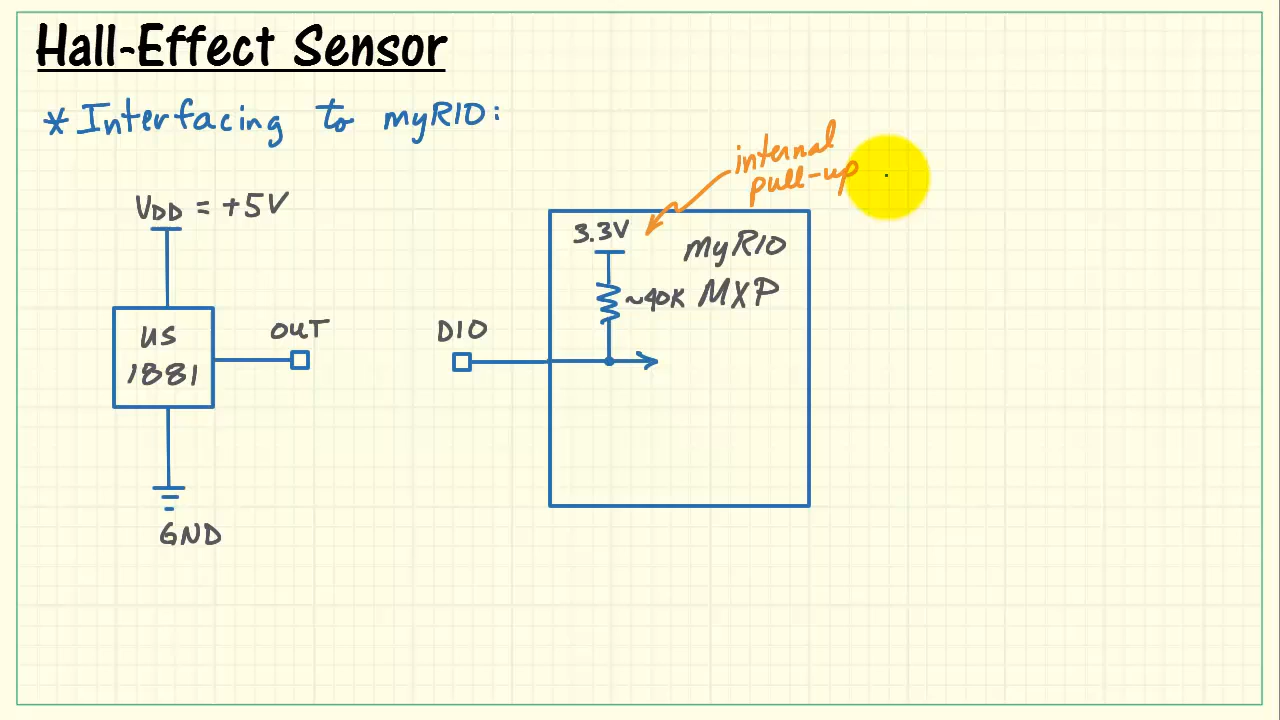 Hall-Effect Sensor
* Interfacing to myRIO:
internal
pull-up
VDD = +5V
3.3V
myRIO
~40K MXP
US
1881
OUT
DIO
GND